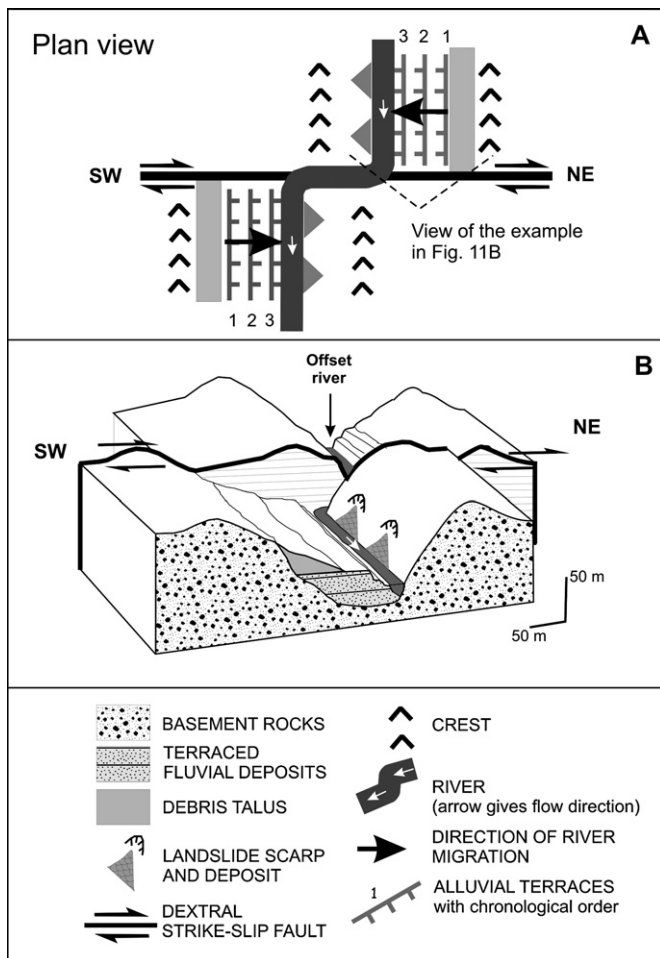 Plan view
A
3 2 1
SW
NE
View of the example
in Fig. 11B
1 2 3
B
Offset
river
SW
NE
50 m
50 m
BASEMENT ROCKS
TERRACED
FLUVIAL DEPOSITS
DEBRIS TALUS
LANDSLIDE SCARP
AND DEPOSIT
DEXTRAL
STRIKE-SLIP FAULT
CREST
RIVER
(arrow gives flow direction)
DIRECTION OF RIVER
MIGRATION
1
ALLUVIAL TERRACES
with chronological order